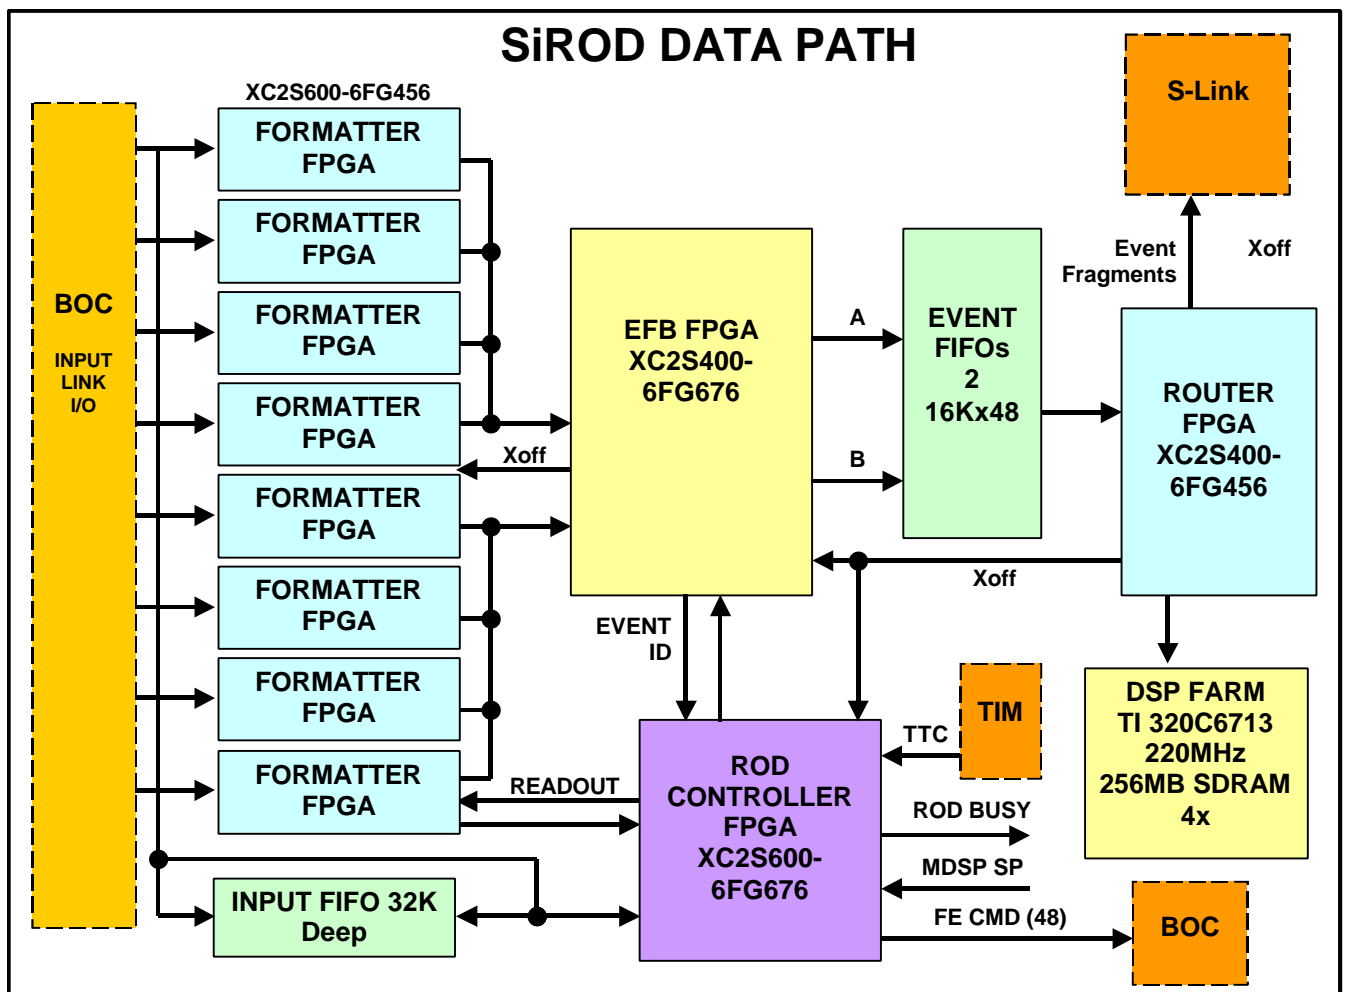 SiROD DATA PATH
XC2S600-6FG456
BOC
INPUT
LINK
I/O
FORMATTER
FPGA
FORMATTER
FPGA
FORMATTER
FPGA
FORMATTER
FPGA
FORMATTER
FPGA
FORMATTER
FPGA
FORMATTER
FPGA
FORMATTER
FPGA
INPUT FIFO 32K
Deep
Xoff
EFB FPGA
XC2S400-
6FG676
A
B
EVENT
FIFOs
2
16Kx48
S-Link
Event
Fragments
Xoff
ROUTER
FPGA
XC2S400-
6FG456
Xoff
EVENT
ID
READOUT
ROD
CONTROLLER
FPGA
XC2S600-
6FG676
TIM
TTC
ROD BUSY
MDSP SP
FE CMD (48)
DSP FARM
TI 320C6713
220MHz
256MB SDRAM
4x
BOC